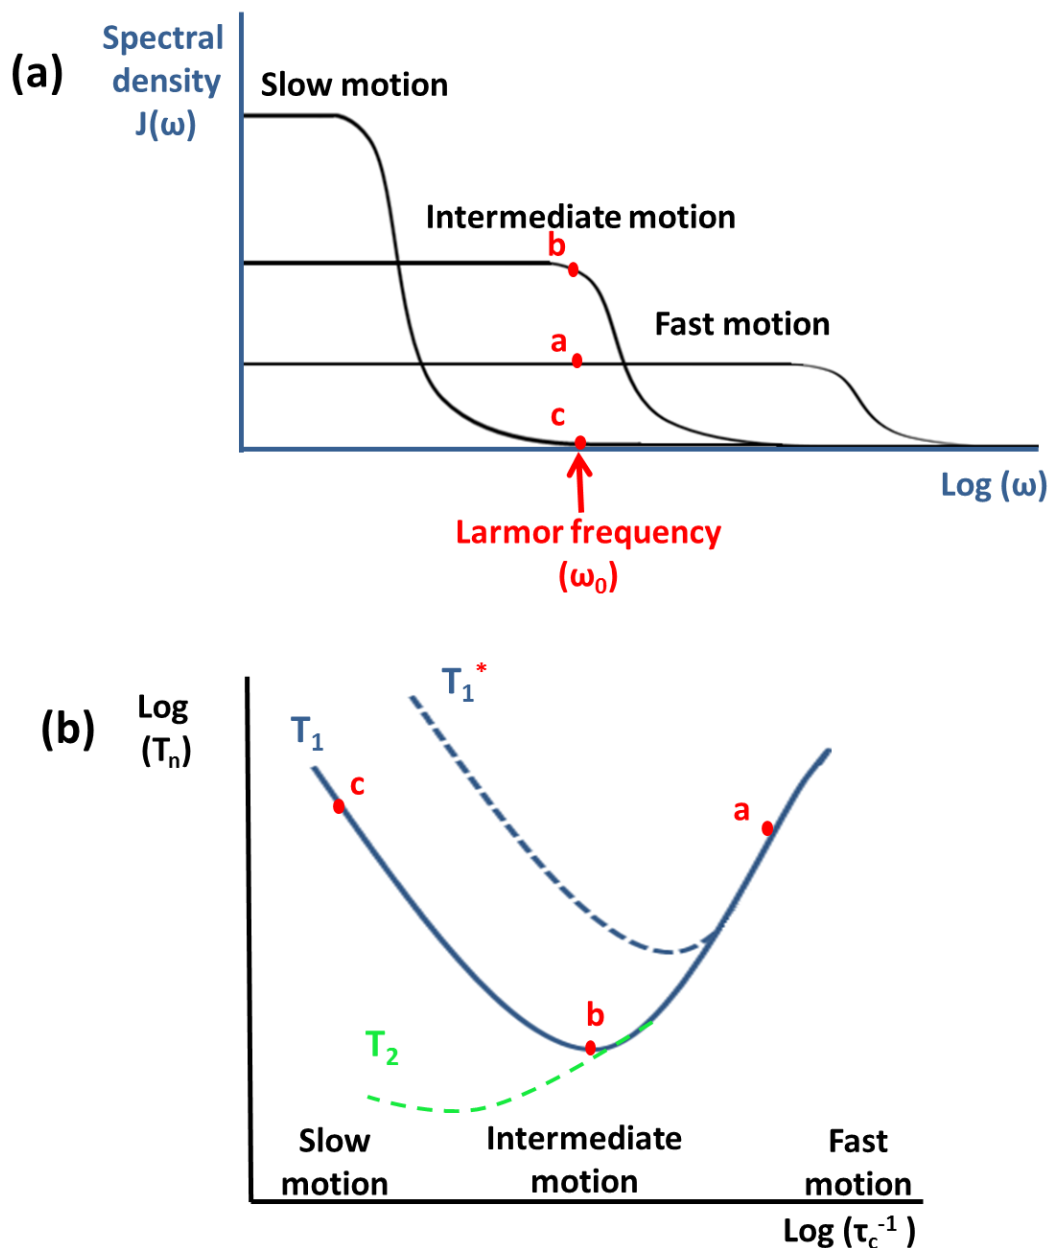 (a)
Spectral
density
J(ω)
Slow motion
Intermediate motion
b
Fast motion
a
c
Log (ω)
Larmor frequency
(ω₀)
(b)
Log
(Tₙ)
T₁*
T₁
c
a
b
T₂
Slow
motion
Intermediate
motion
Fast
motion
Log (τc⁻¹ )